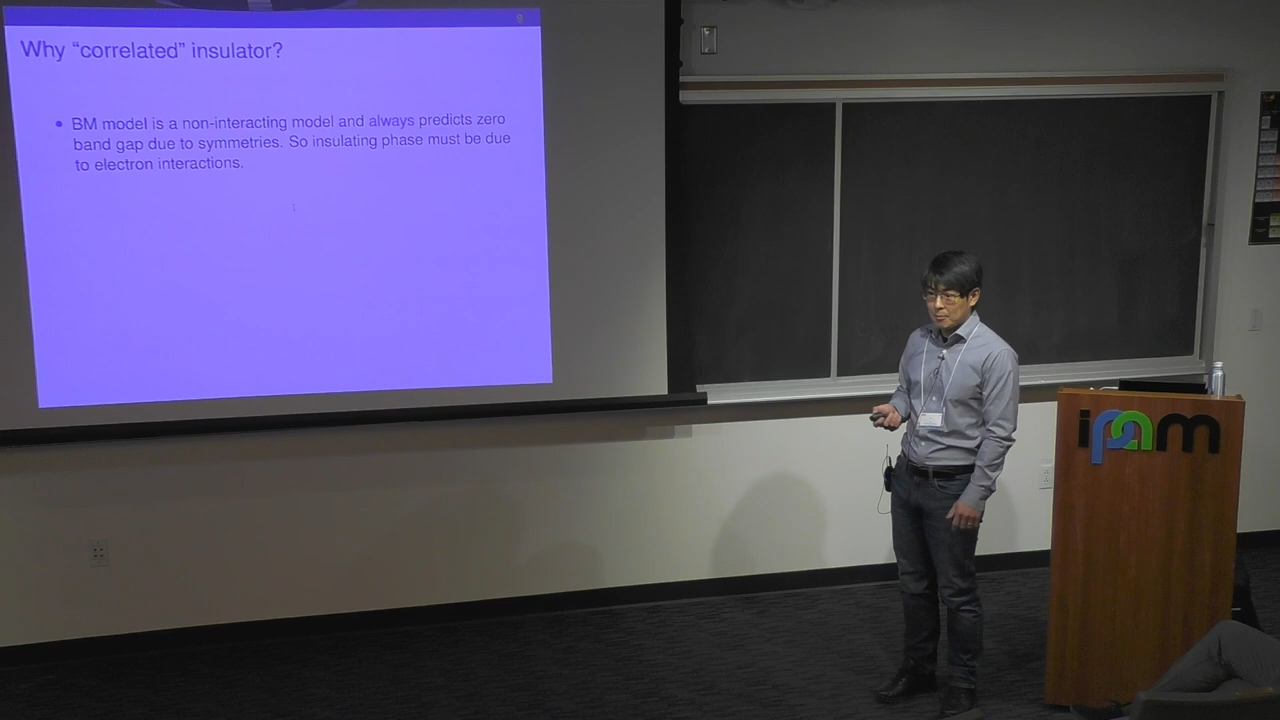 9
Why “correlated” insulator?
• BM model is a non-interacting model and always predicts zero
band gap due to symmetries. So insulating phase must be due
to electron interactions.
ipam